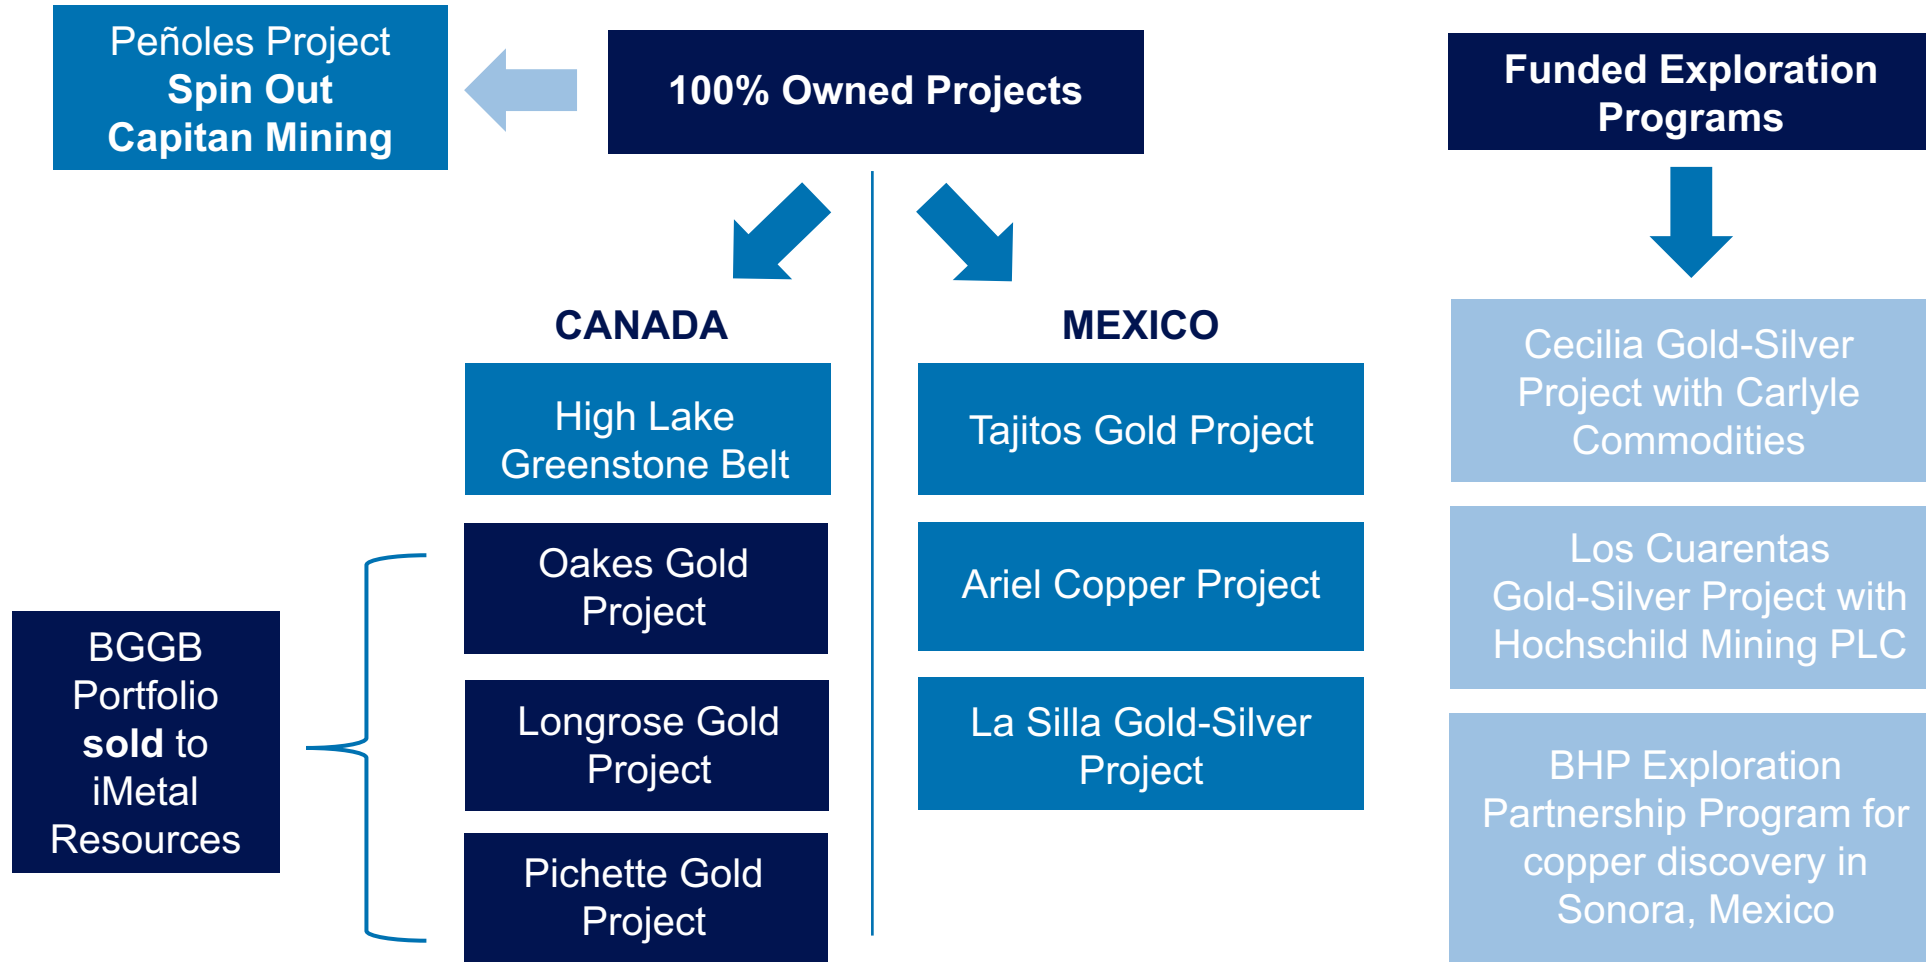 Peñoles Project
Spin Out
Capitan Mining
100% Owned Projects
Funded Exploration
Programs
CANADA
MEXICO
High Lake
Greenstone Belt
Oakes Gold
Project
Longrose Gold
Project
Pichette Gold
Project
BGGB
Portfolio
sold to
iMetal
Resources
Tajitos Gold Project
Ariel Copper Project
La Silla Gold-Silver
Project
Cecilia Gold-Silver
Project with Carlyle
Commodities
Los Cuarentas
Gold-Silver Project with
Hochschild Mining PLC
BHP Exploration
Partnership Program for
copper discovery in
Sonora, Mexico